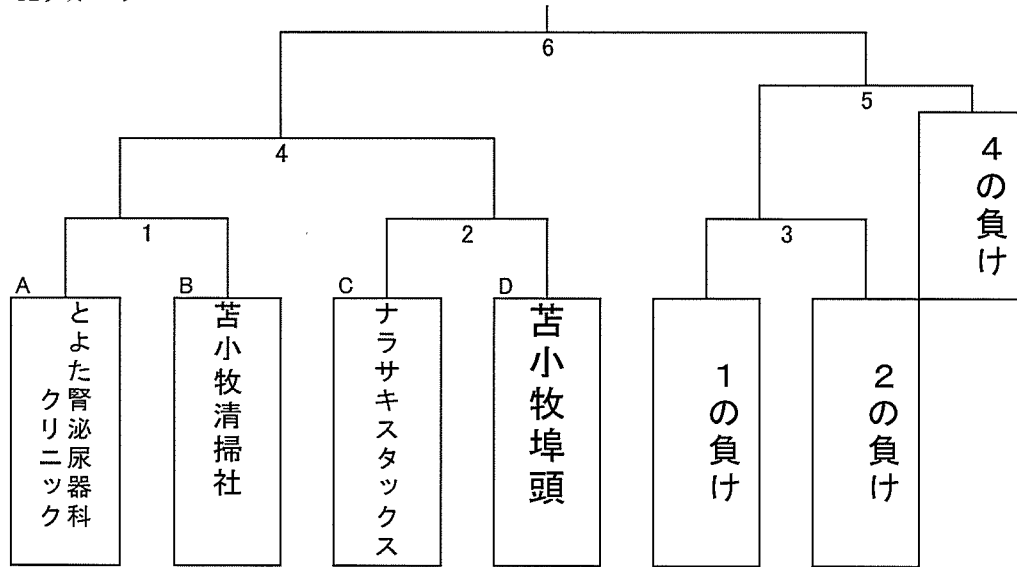 6
5
4
4の負け
1
2
3
A
とよた腎泌尿器科
クリニック
B
苫小牧清掃社
C
ナラサキスタックス
D
苫小牧埠頭
1の負け
2の負け